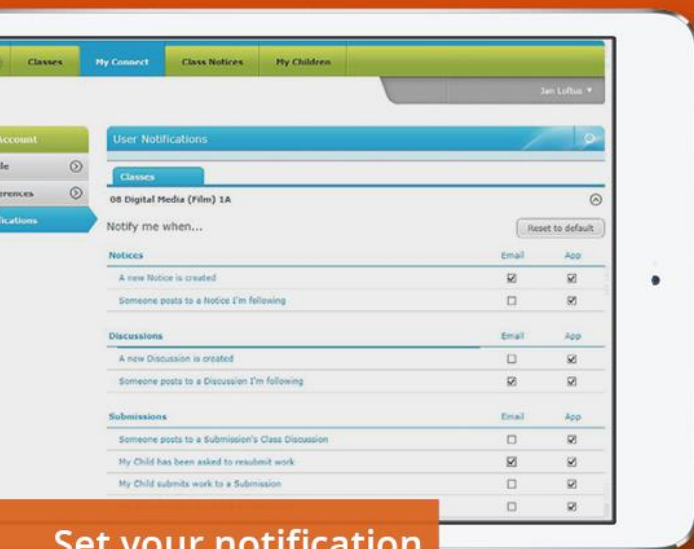 Classes My Connect Class Notices My Children
Jan Loftus
Account
User Notifications
Classes
08 Digital Media (Film) 1A
Notify me when...
Reset to default
Notices Email App
A new Notice is created
Someone posts to a Notice I'm following
Discussions Email App
A new Discussion is created
Someone posts to a Discussion I'm following
Submissions Email App
Someone posts to a Submission's Class Discussion
My Child has been asked to resubmit work
My Child submits work to a Submission
Set your notification